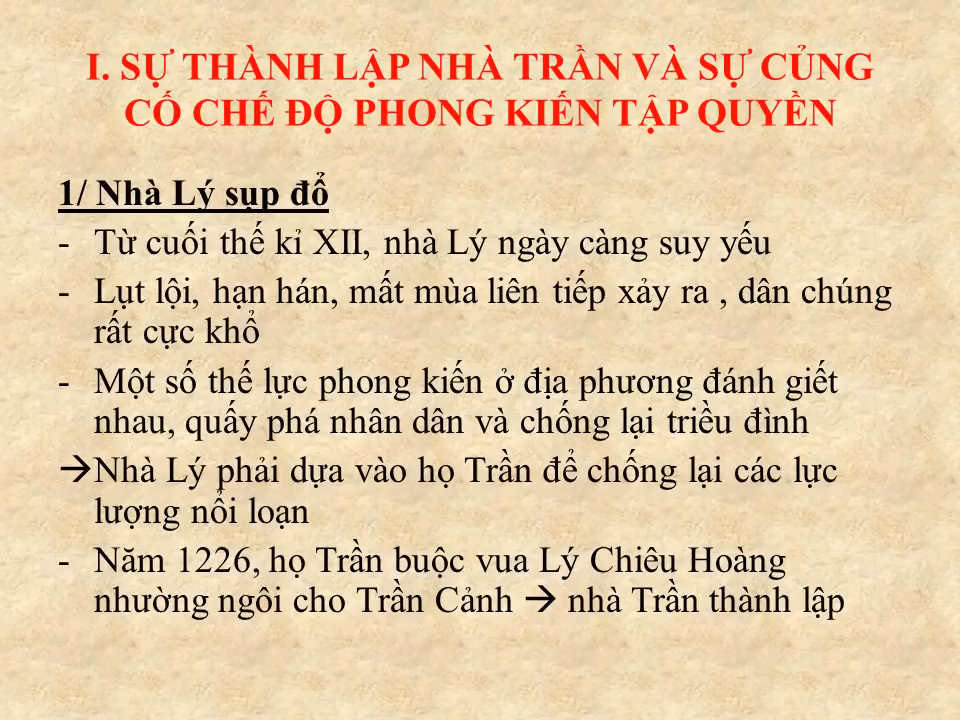 I. SỰ THÀNH LẬP NHÀ TRẦN VÀ SỰ CỦNG
CỐ CHẾ ĐỘ PHONG KIẾN TẬP QUYỀN
1/ Nhà Lý sụp đổ
- Từ cuối thế kỉ XII, nhà Lý ngày càng suy yếu
- Lụt lội, hạn hán, mất mùa liên tiếp xảy ra , dân chúng
rất cực khổ
- Một số thế lực phong kiến ở địa phương đánh giết
nhau, quấy phá nhân dân và chống lại triều đình
→Nhà Lý phải dựa vào họ Trần để chống lại các lực
lượng nổi loạn
- Năm 1226, họ Trần buộc vua Lý Chiêu Hoàng
nhường ngôi cho Trần Cảnh → nhà Trần thành lập